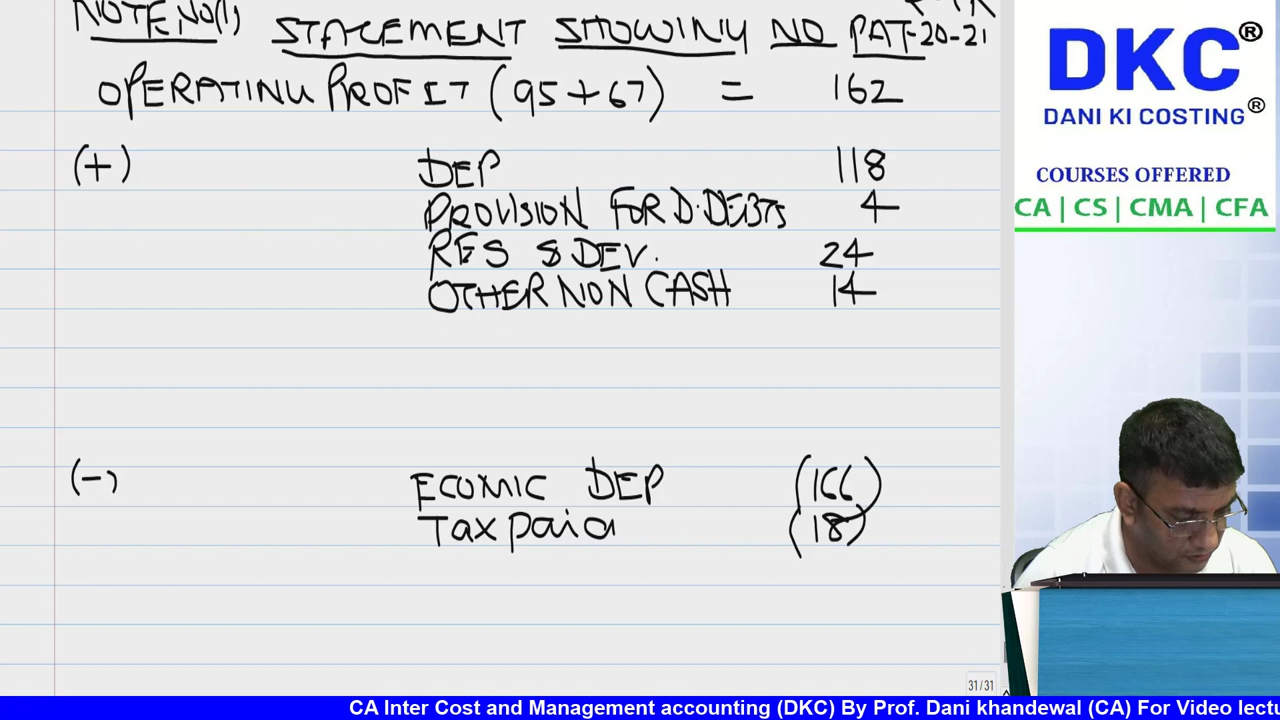 NOTE NO(1) STATEMENT SHOWING NO PAT-20-21
OPERATING PROFIT (95+67) = 162
(+) DEP 118
PROVISION FOR D.DEBTS 4
RES & DEV. 24
OTHER NON CASH 14
(-) ECOMIC DEP (166)
Tax paid (18)
31/31
DKC®
DANI KI COSTING®
COURSES OFFERED
CA | CS | CMA | CFA
CA Inter Cost and Management accounting (DKC) By Prof. Dani khandewal (CA) For Video lectu